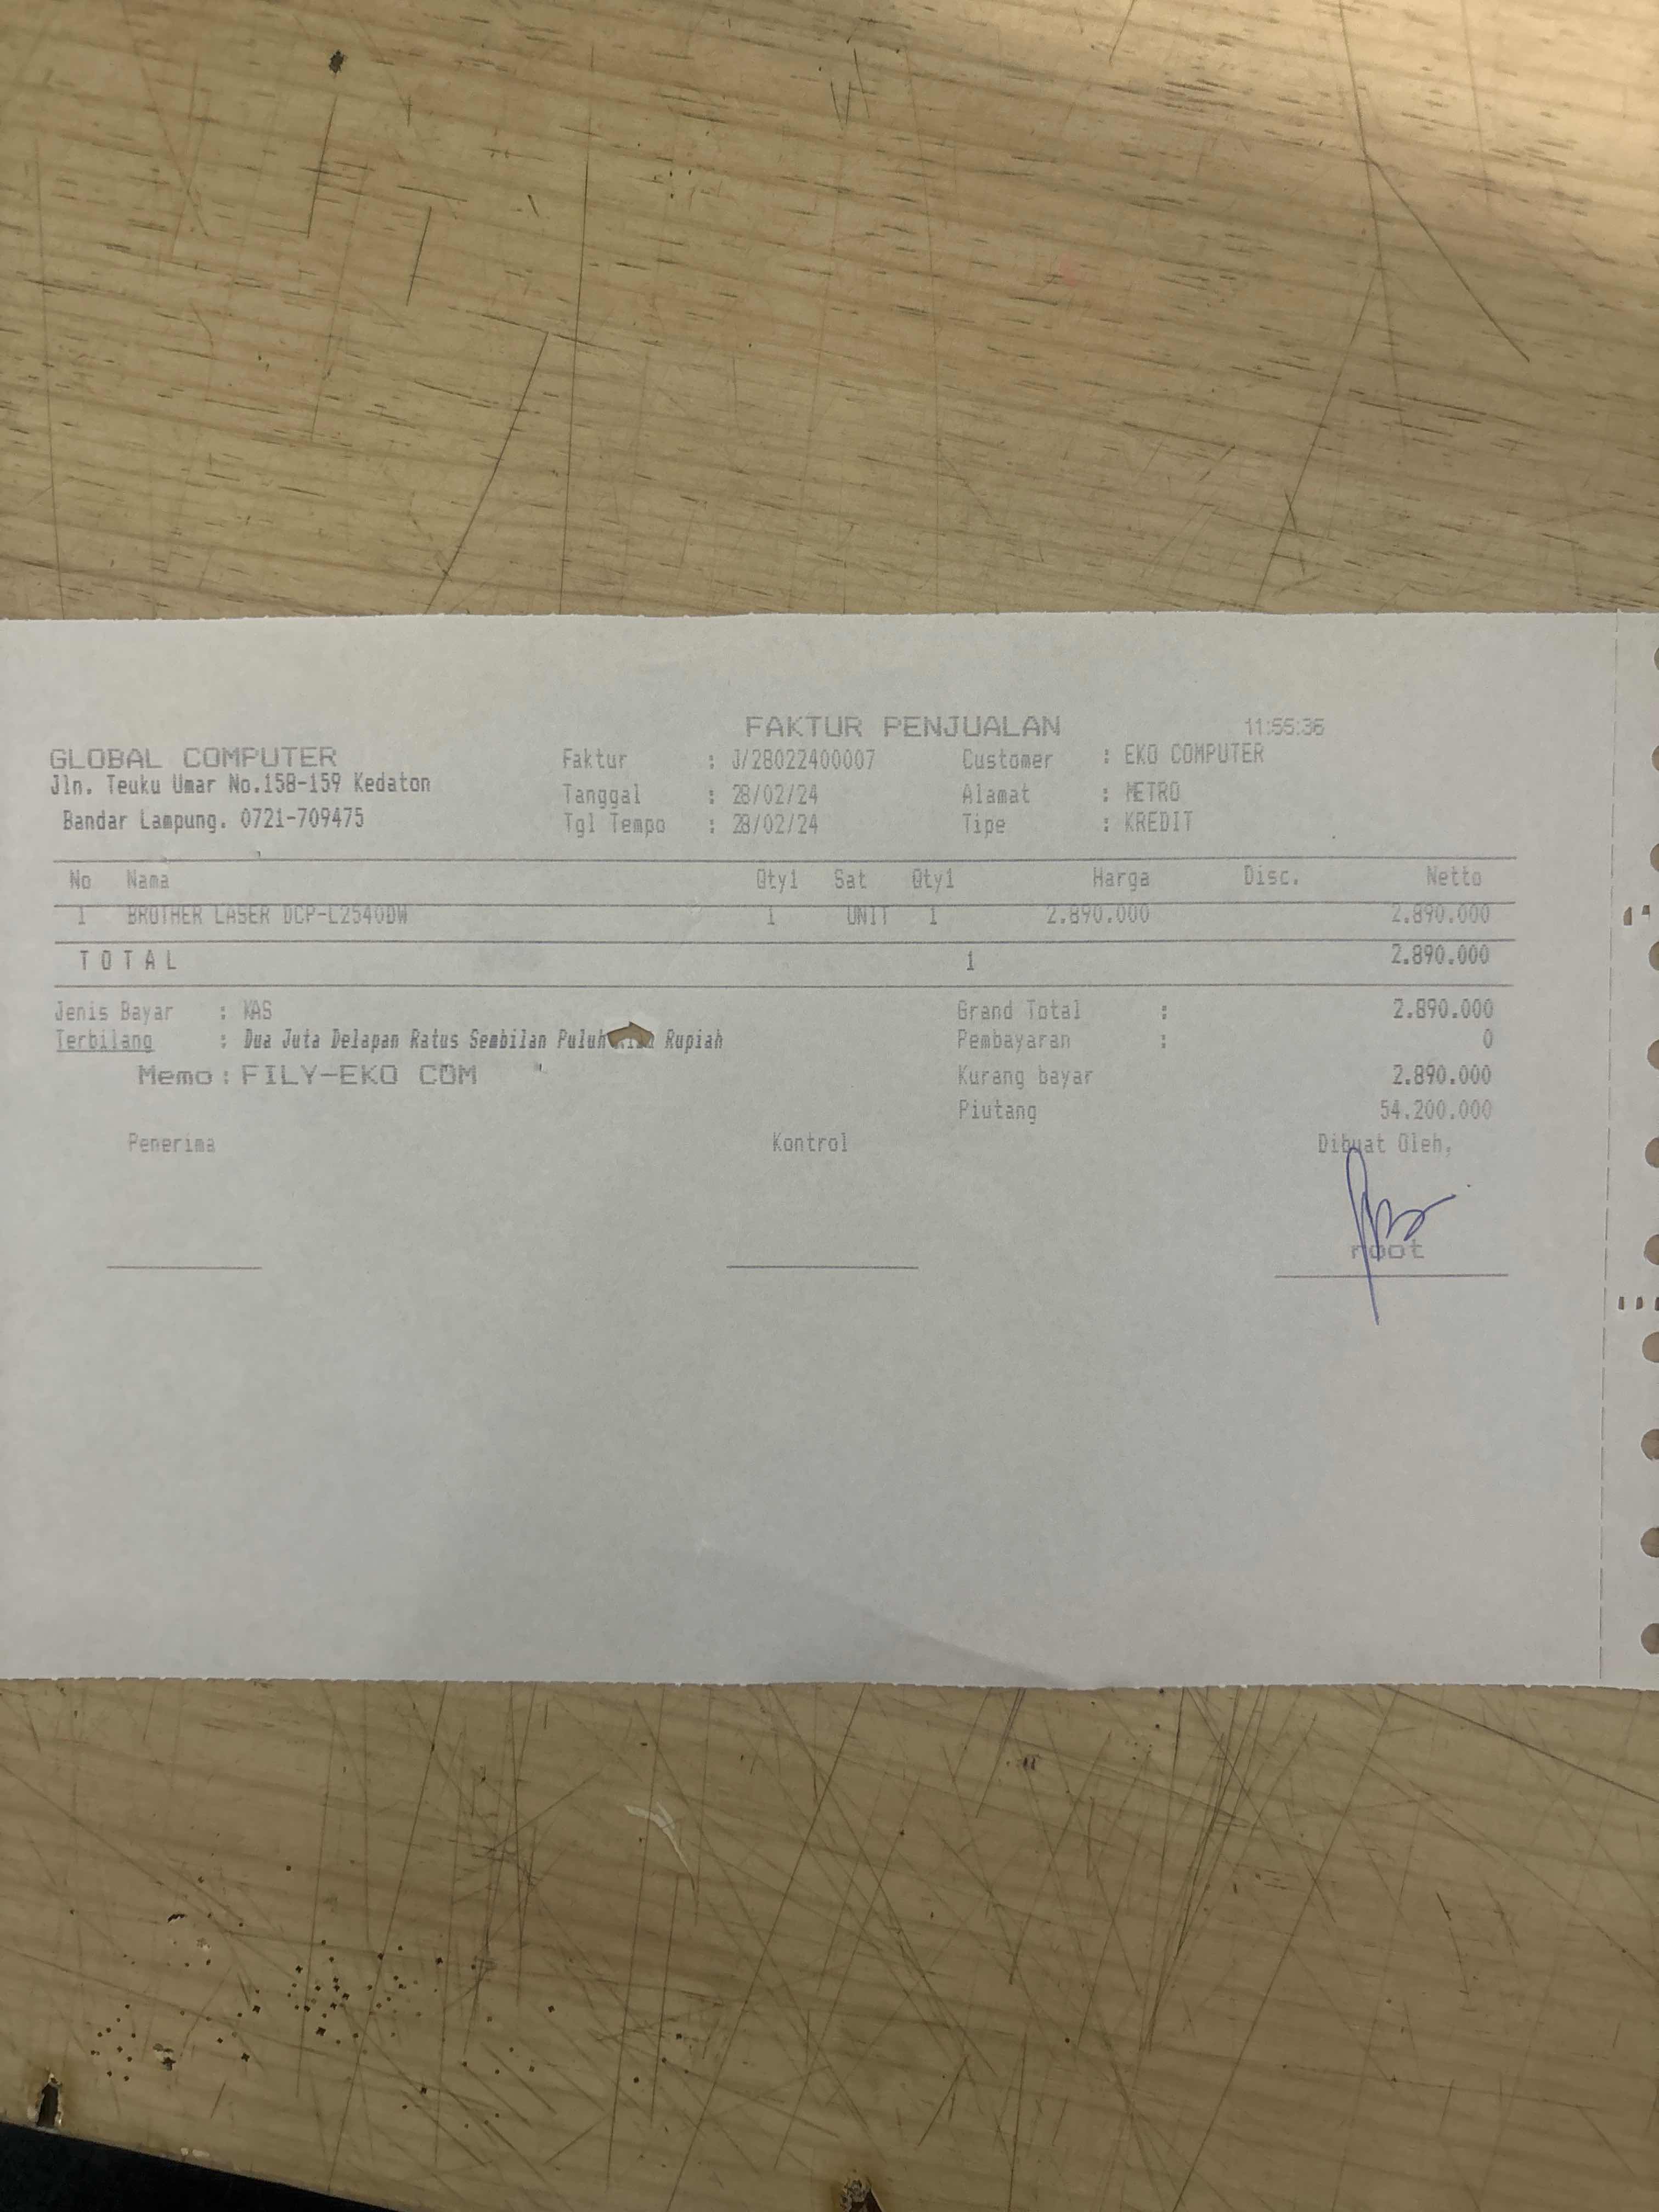 FAKTUR PENJUALAN 11:55:36
GLOBAL COMPUTER Faktur : J/28022400007 Customer : EKO COMPUTER
Jln. Teuku Umar No.158-159 Kedaton Tanggal : 28/02/24 Alamat : METRO
Bandar Lampung. 0721-709475 Tgl Tempo : 28/02/24 Tipe : KREDIT
No Nama Qty1 Sat Qty1 Harga Disc. Netto
1 BROTHER LASER DCP-L2540DW 1 UNIT 1 2.890.000 2.890.000
T O T A L 1 2.890.000
Jenis Bayar : KAS Grand Total : 2.890.000
Terbilang : Dua Juta Delapan Ratus Sembilan Puluh Rupiah Pembayaran : 0
Memo : FILY-EKO COM Kurang bayar 2.890.000
Piutang 54.200.000
Penerima Kontrol Dibuat Oleh,
root